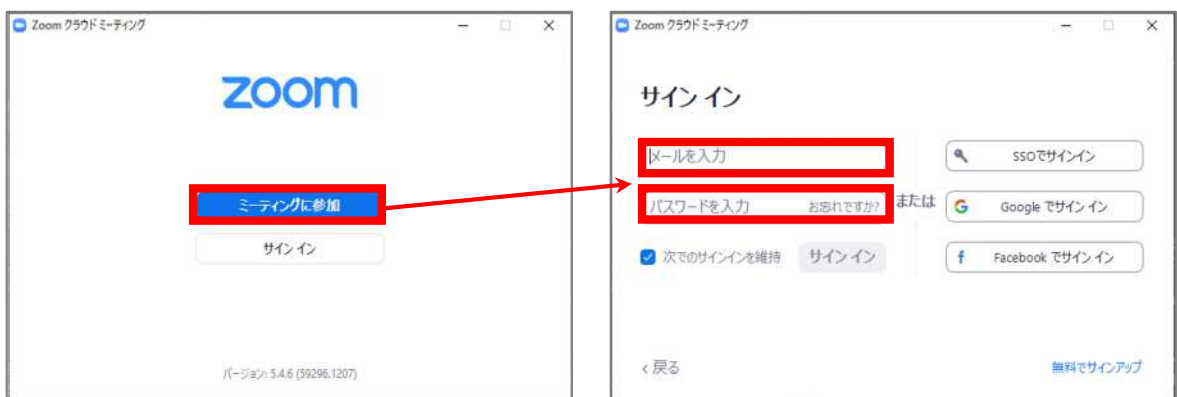 Zoom クラウド ミーティング
zoom
ミーティングに参加
サイン イン
バージョン: 5.4.6 (59296.1207)
Zoom クラウド ミーティング
サイン イン
メールを入力
パスワードを入力 お忘れですか?
次でのサインインを維持 サイン イン
または
SSOでサインイン
Google でサイン イン
Facebook でサイン イン
戻る
無料でサインアップ